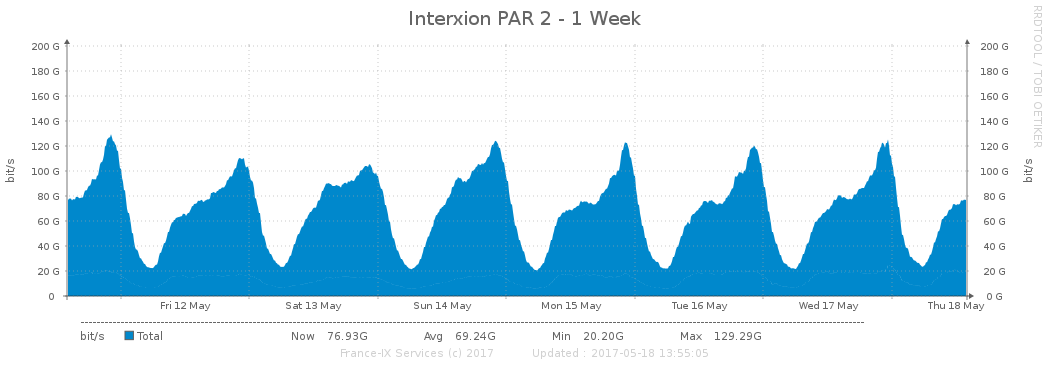 Interxion PAR 2 - 1 Week
RRDTOOL / TOBI OETIKER
200 G 200 G
180 G 180 G
160 G 160 G
140 G 140 G
120 G 120 G
100 G 100 G
80 G 80 G
60 G 60 G
40 G 40 G
20 G 20 G
0 0 G
bit/s bit/s
Fri 12 May Sat 13 May Sun 14 May Mon 15 May Tue 16 May Wed 17 May Thu 18 May
bit/s Total Now 76.93G Avg 69.24G Min 20.20G Max 129.29G
France-IX Services (c) 2017 Updated : 2017-05-18 13:55:05